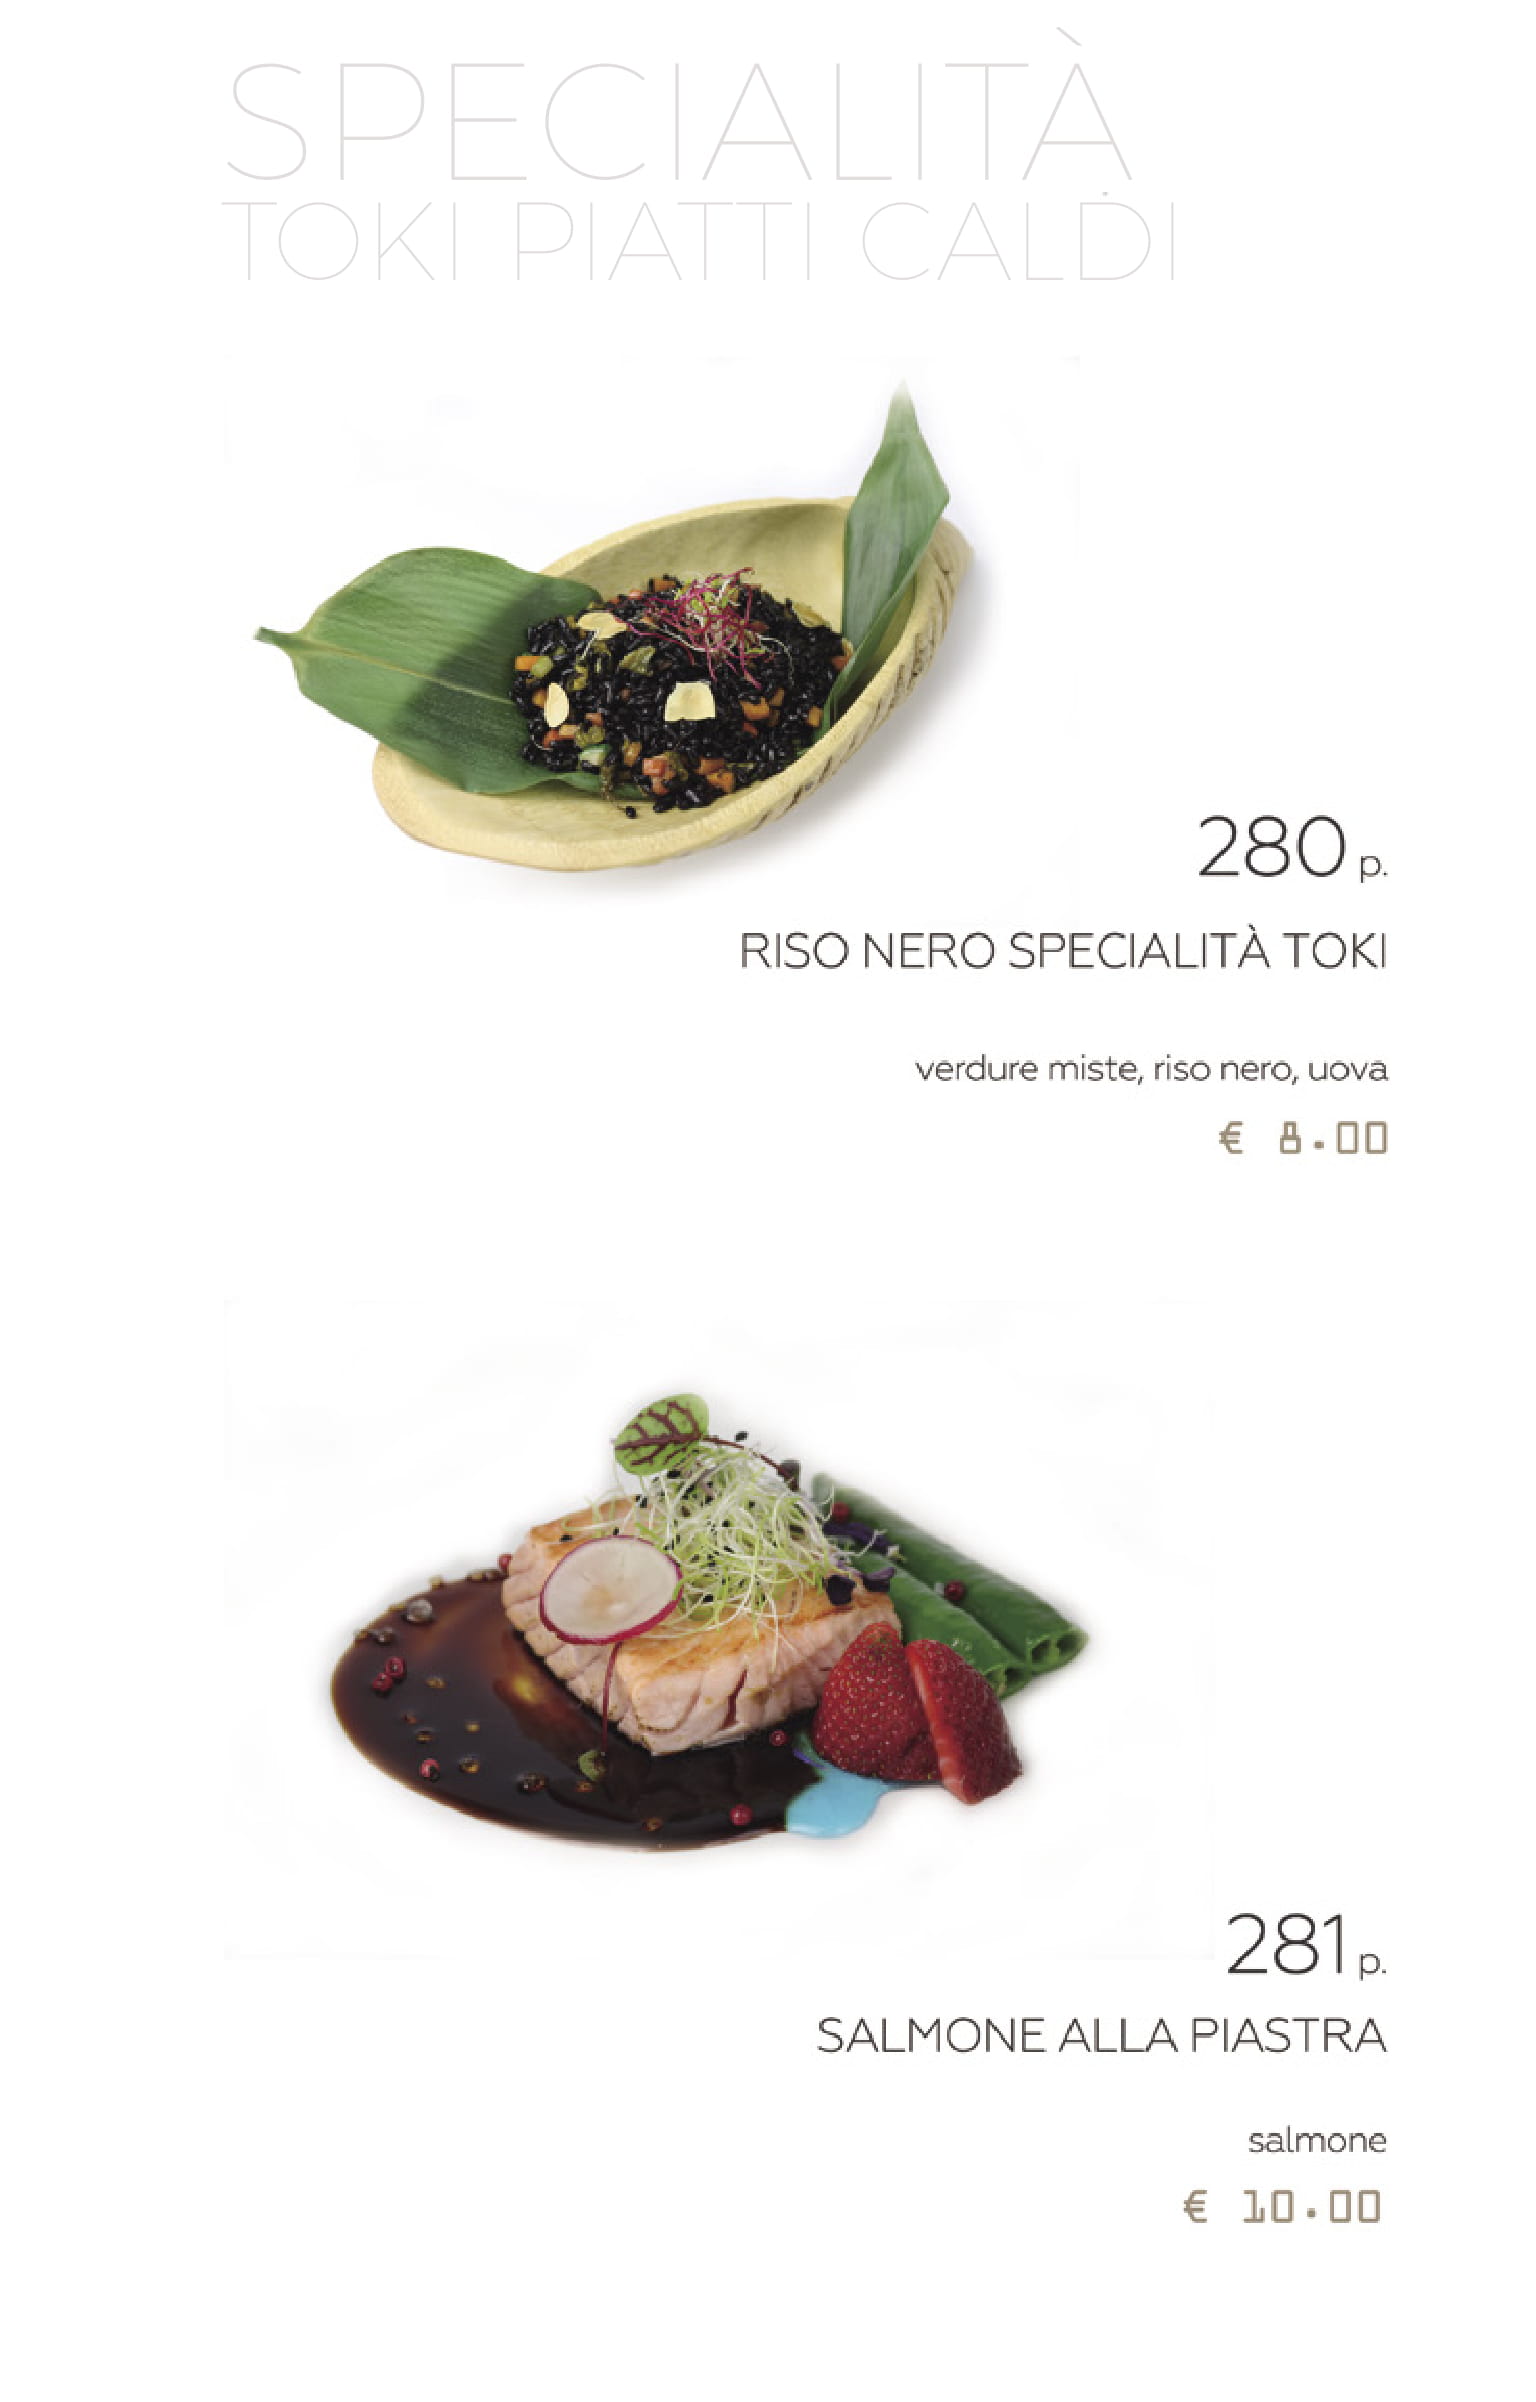 SPECIALITÀ
TOKI PIATTI CALDI
280 p.
RISO NERO SPECIALITÀ TOKI
verdure miste, riso nero, uova
€ 8.00
281 p.
SALMONE ALLA PIASTRA
salmone
€ 10.00